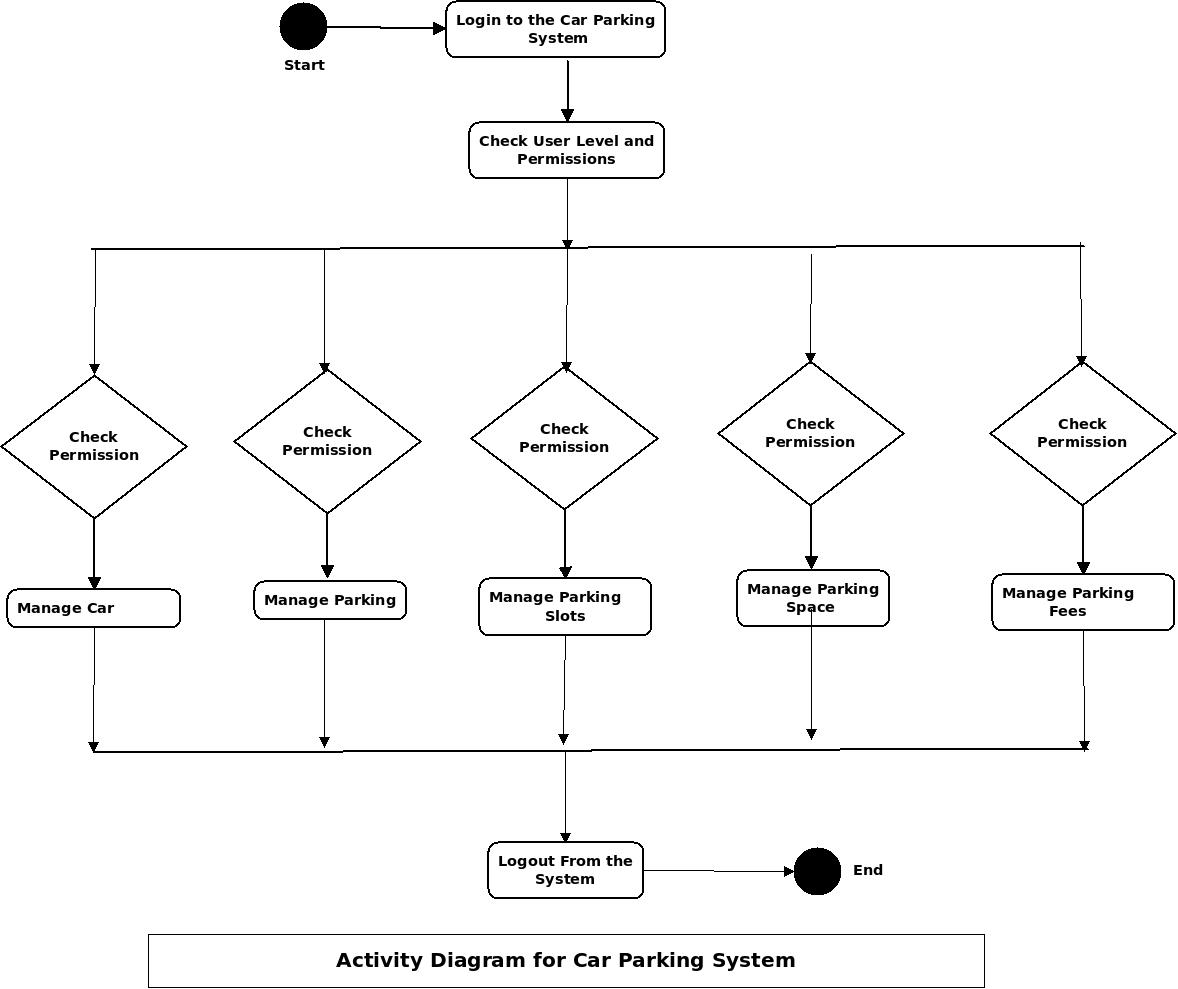 Login to the Car Parking
System
Start
Check User Level and
Permissions
Check
Permission
Check
Permission
Check
Permission
Check
Permission
Check
Permission
Manage Car
Manage Parking
Manage Parking
Slots
Manage Parking
Space
Manage Parking
Fees
Logout From the
System
End
Activity Diagram for Car Parking System